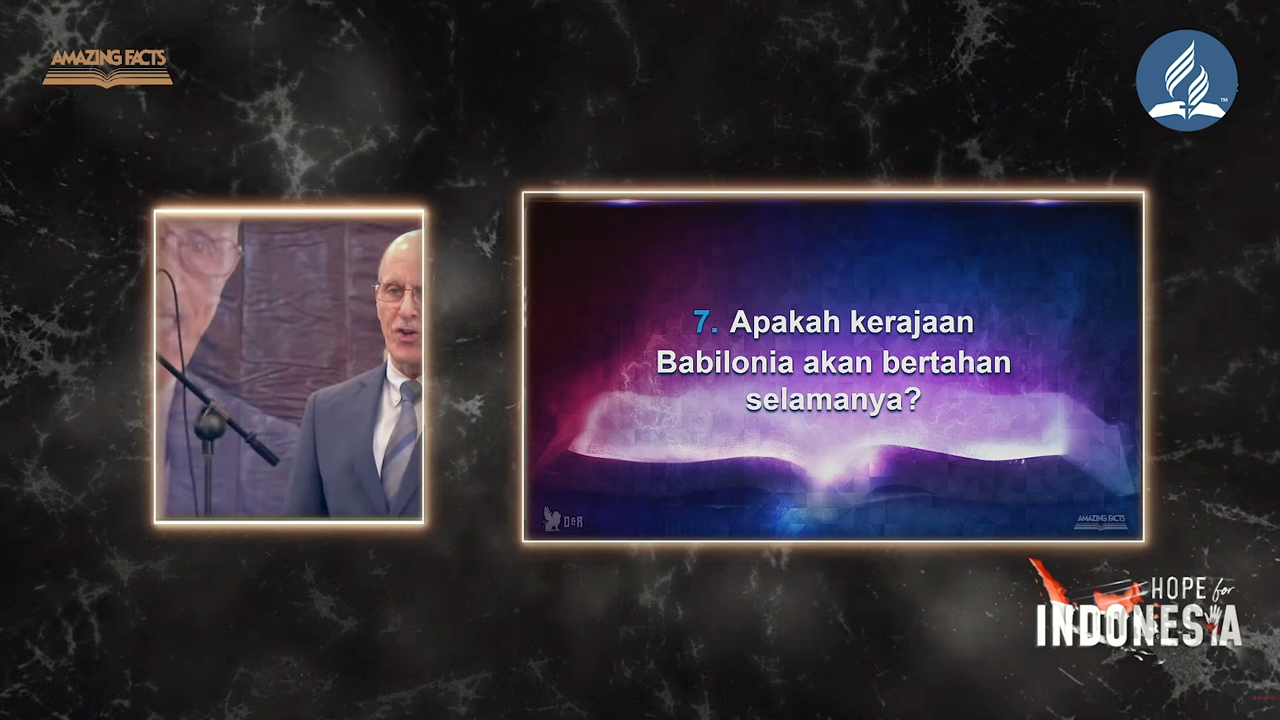 AMAZING FACTS
7. Apakah kerajaan
Babilonia akan bertahan
selamanya?
D&R
AMAZING FACTS
HOPE for
INDONESIA